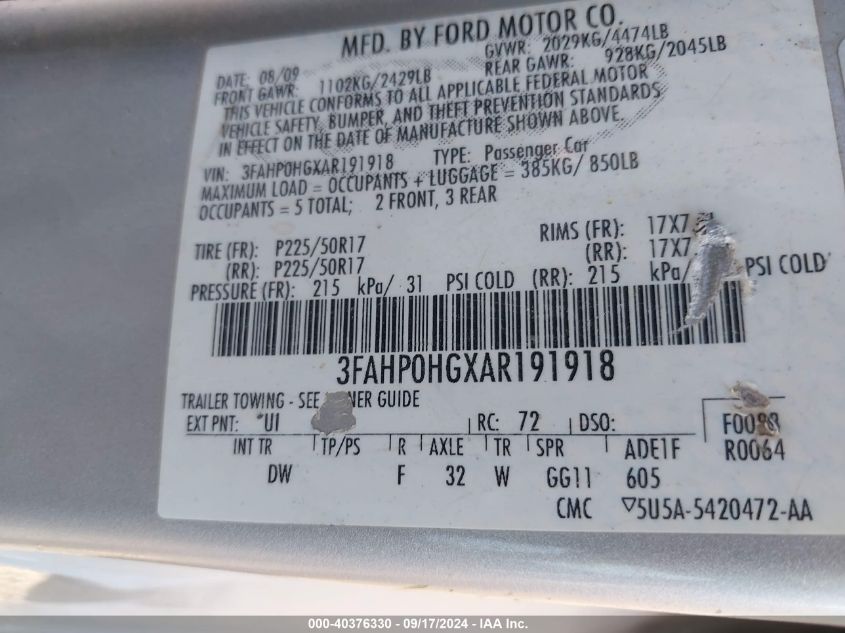 MFD. BY FORD MOTOR CO.
DATE: 08/09 GVWR: 2029KG/4474LB
FRONT GAWR: 1102KG/2429LB REAR GAWR: 928KG/2045LB
THIS VEHICLE CONFORMS TO ALL APPLICABLE FEDERAL MOTOR
VEHICLE SAFETY, BUMPER, AND THEFT PREVENTION STANDARDS
IN EFFECT ON THE DATE OF MANUFACTURE SHOWN ABOVE.
VIN: 3FAHP0HGXAR191918 TYPE: Passenger Car
MAXIMUM LOAD = OCCUPANTS + LUGGAGE = 385KG/ 850LB
OCCUPANTS = 5 TOTAL; 2 FRONT, 3 REAR
TIRE (FR): P225/50R17 RIMS (FR): 17X7
(RR): P225/50R17 (RR): 17X7
PRESSURE (FR): 215 kPa/ 31 PSI COLD (RR): 215 kPa/ PSI COLD
3FAHP0HGXAR191918
TRAILER TOWING - SEE GUIDE
EXT PNT: *UI RC: 72 DSO: F0098
INT TR TP/PS R AXLE TR SPR ADE1F R0064
DW F 32 W GG11 605
CMC ▽5U5A-5420472-AA
000-40376330 - 09/17/2024 - IAA Inc.